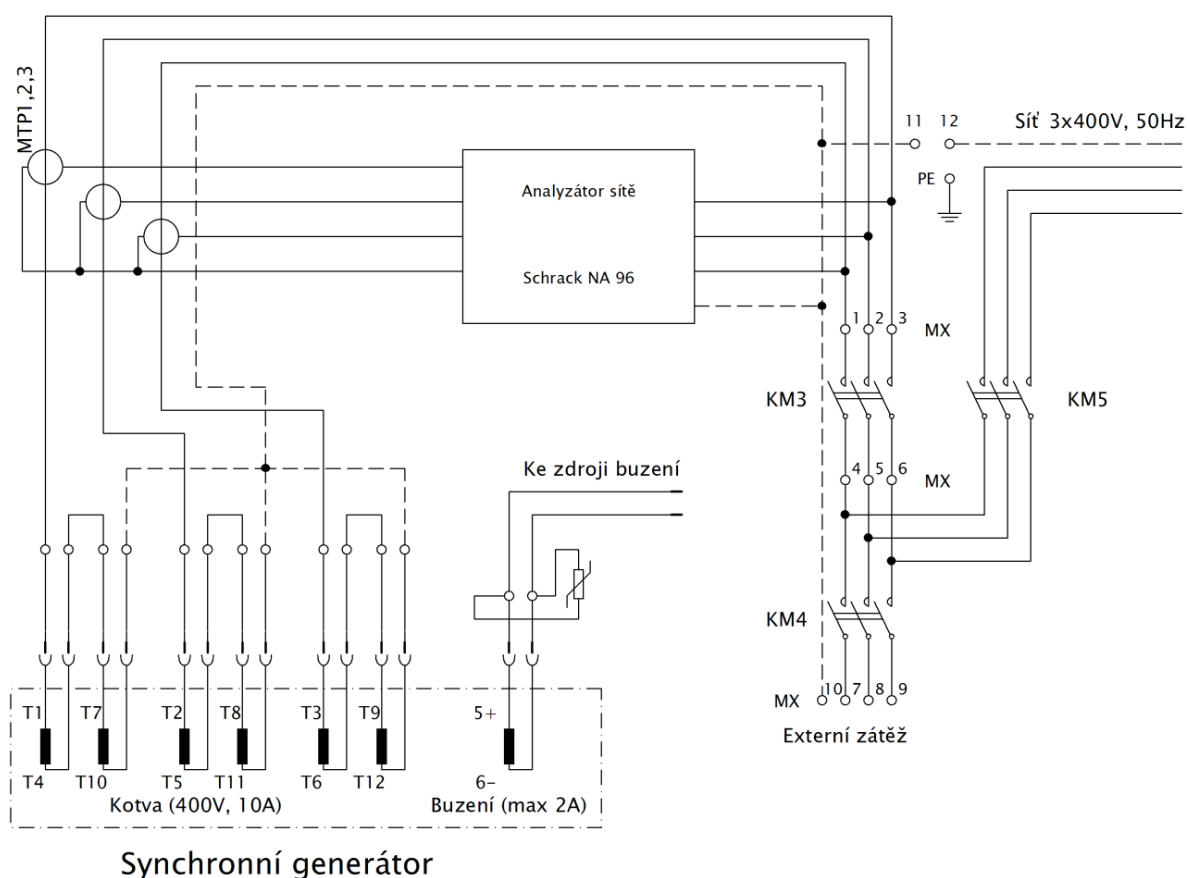 MTP1,2,3
11 12
Síť 3x400V, 50Hz
PE
Analyzátor sítě
Schrack NA 96
1 2 3 MX
KM3
KM5
4 5 6 MX
Ke zdroji buzení
KM4
MX 10 7 8 9
Externí zátěž
T1 T7 T2 T8 T3 T9 5+
T4 T10 T5 T11 T6 T12 6-
Kotva (400V, 10A) Buzení (max 2A)
Synchronní generátor